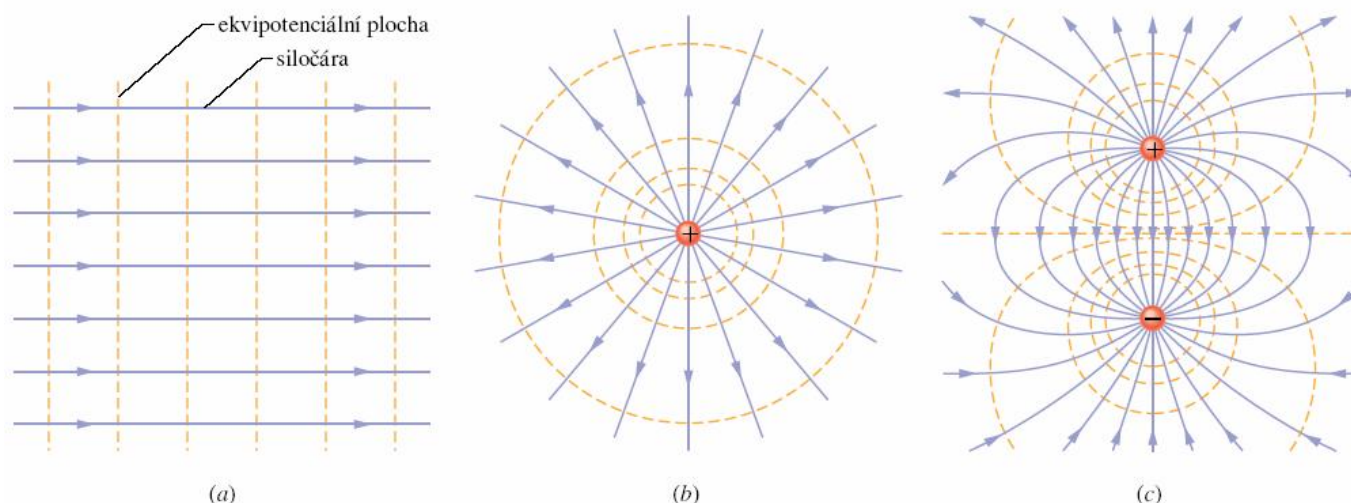 ekvipotenciální plocha
siločára
+
+
−
(a)
(b)
(c)